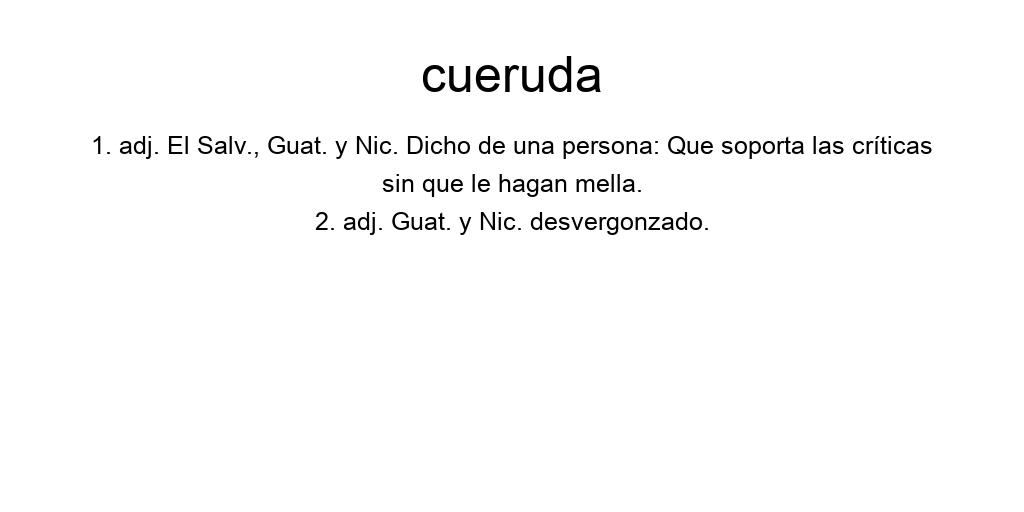 cueruda
1. adj. El Salv., Guat. y Nic. Dicho de una persona: Que soporta las críticas
sin que le hagan mella.
2. adj. Guat. y Nic. desvergonzado.